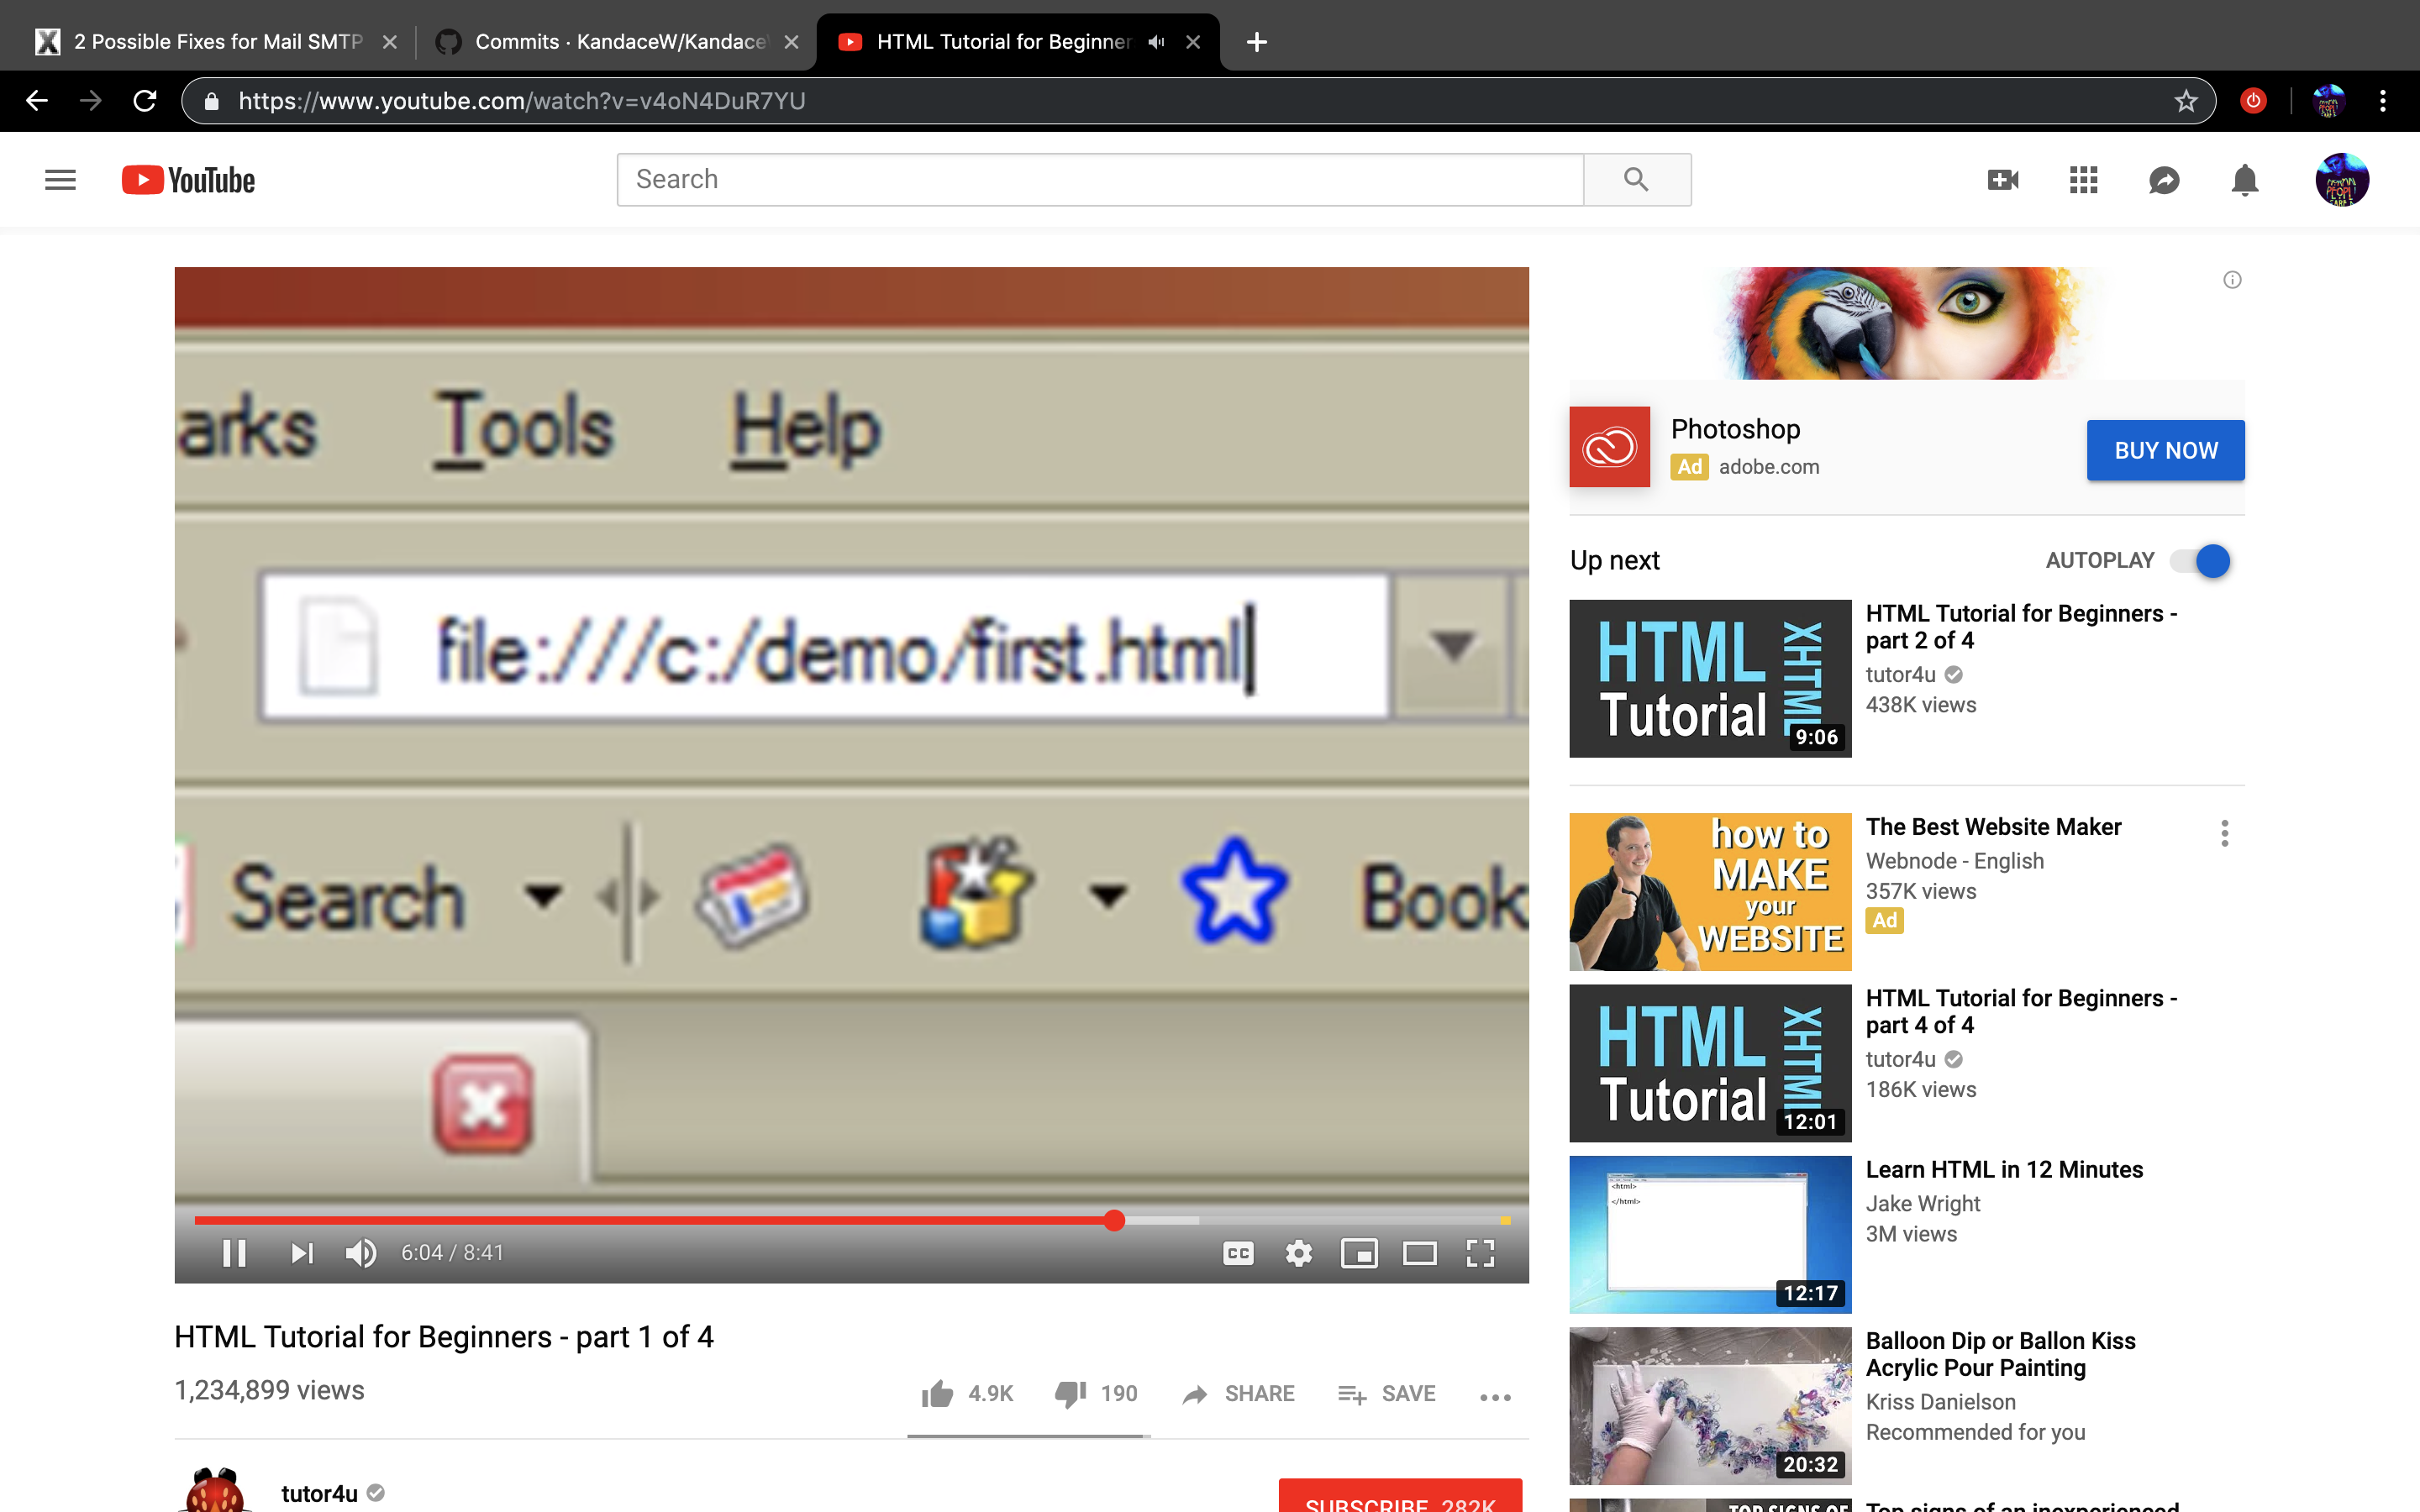 2 Possible Fixes for Mail SMTP
Commits · KandaceW/Kandace
HTML Tutorial for Beginner
https://www.youtube.com/watch?v=v4oN4DuR7YU
YouTube
Search
arks Tools Help
file:///c:/demo/first.html
Search
Book
6:04 / 8:41
CC
HTML Tutorial for Beginners - part 1 of 4
1,234,899 views
4.9K
190
SHARE
SAVE
tutor4u
SUBSCRIBE 282K
Photoshop
Ad adobe.com
BUY NOW
Up next
AUTOPLAY
HTML
XHTML
Tutorial
9:06
HTML Tutorial for Beginners -
part 2 of 4
tutor4u
438K views
how to
MAKE
your
WEBSITE
The Best Website Maker
Webnode - English
357K views
Ad
HTML
XHTML
Tutorial
12:01
HTML Tutorial for Beginners -
part 4 of 4
tutor4u
186K views
<html>
</html>
12:17
Learn HTML in 12 Minutes
Jake Wright
3M views
20:32
Balloon Dip or Ballon Kiss
Acrylic Pour Painting
Kriss Danielson
Recommended for you
TOP SIGNS OF
Top signs of an inexperienced